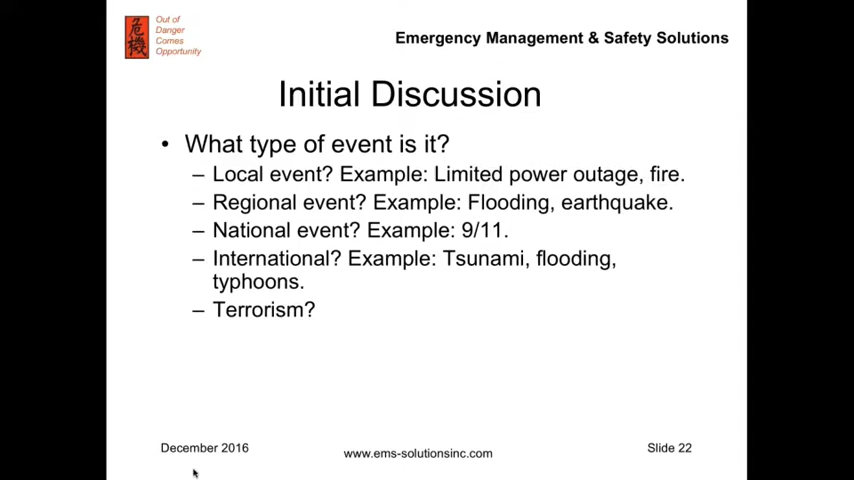 危機
Out of
Danger
Comes
Opportunity
Emergency Management & Safety Solutions
Initial Discussion
• What type of event is it?
– Local event? Example: Limited power outage, fire.
– Regional event? Example: Flooding, earthquake.
– National event? Example: 9/11.
– International? Example: Tsunami, flooding,
typhoons.
– Terrorism?
December 2016
www.ems-solutionsinc.com
Slide 22